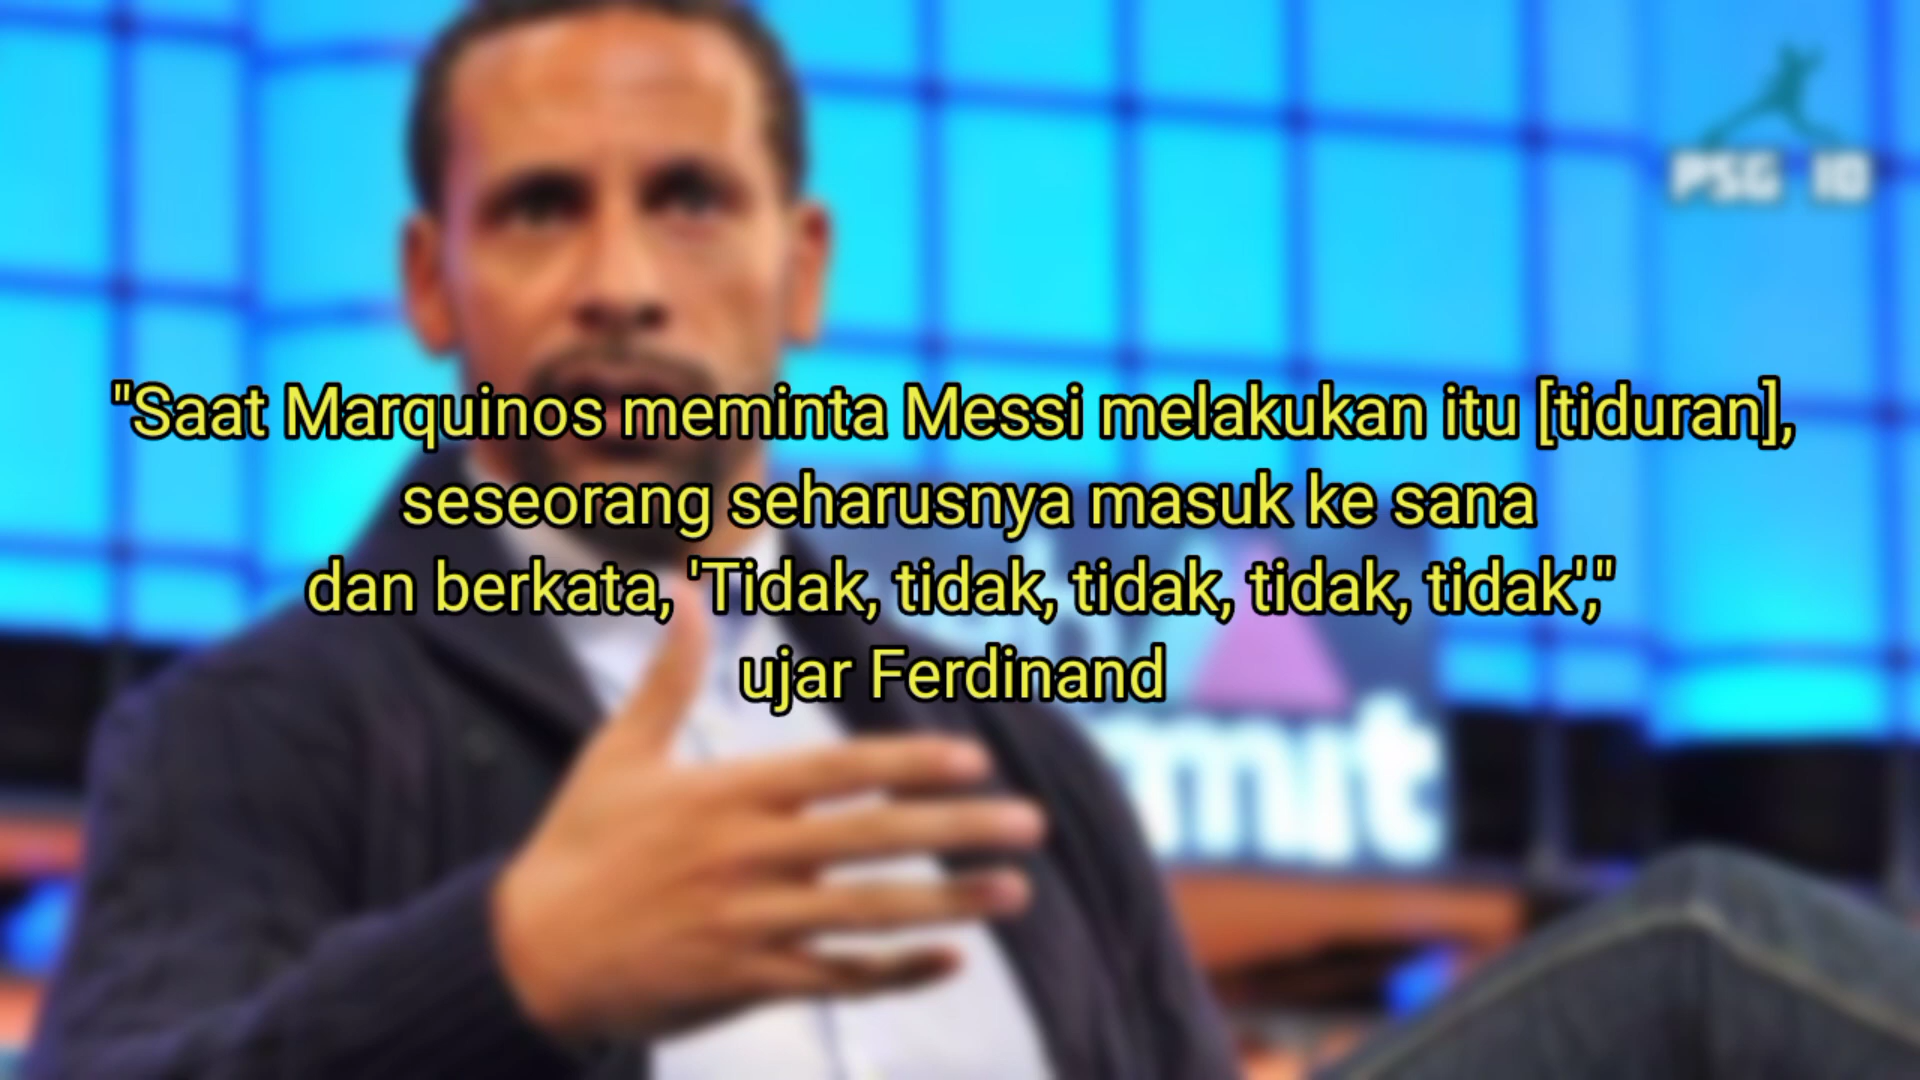 PSG ID
"Saat Marquinos meminta Messi melakukan itu [tiduran],
seseorang seharusnya masuk ke sana
dan berkata, 'Tidak, tidak, tidak, tidak, tidak',"
ujar Ferdinand